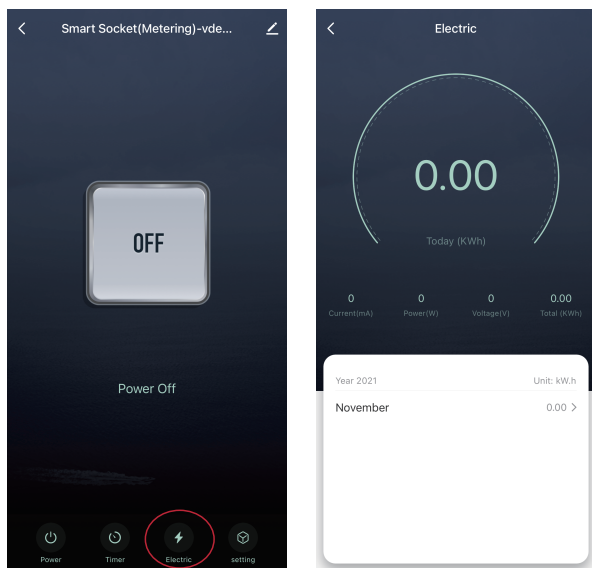 Smart Socket(Metering)-vde...
OFF
Power Off
Power Timer Electric setting
Electric
0.00
Today (KWh)
0 0 0 0.00
Current(mA) Power(W) Voltage(V) Total (KWh)
Year 2021 Unit: kW.h
November 0.00